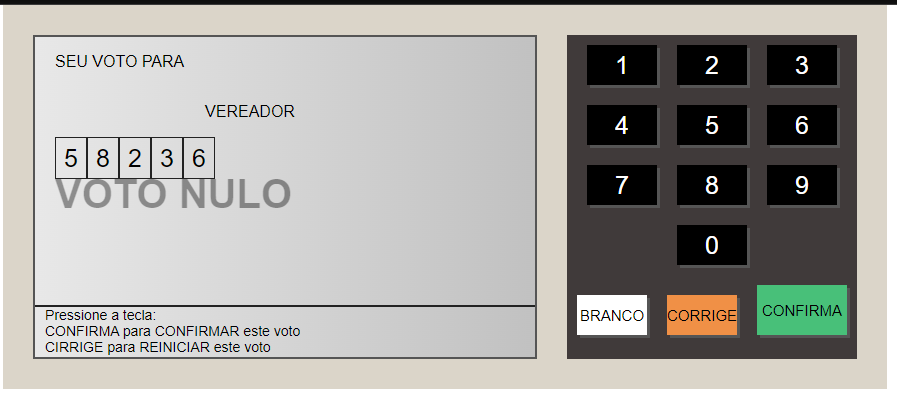 SEU VOTO PARA
VEREADOR
5 8 2 3 6
VOTO NULO
Pressione a tecla:
CONFIRMA para CONFIRMAR este voto
CIRRIGE para REINICIAR este voto
1 2 3
4 5 6
7 8 9
0
BRANCO CORRIGE CONFIRMA